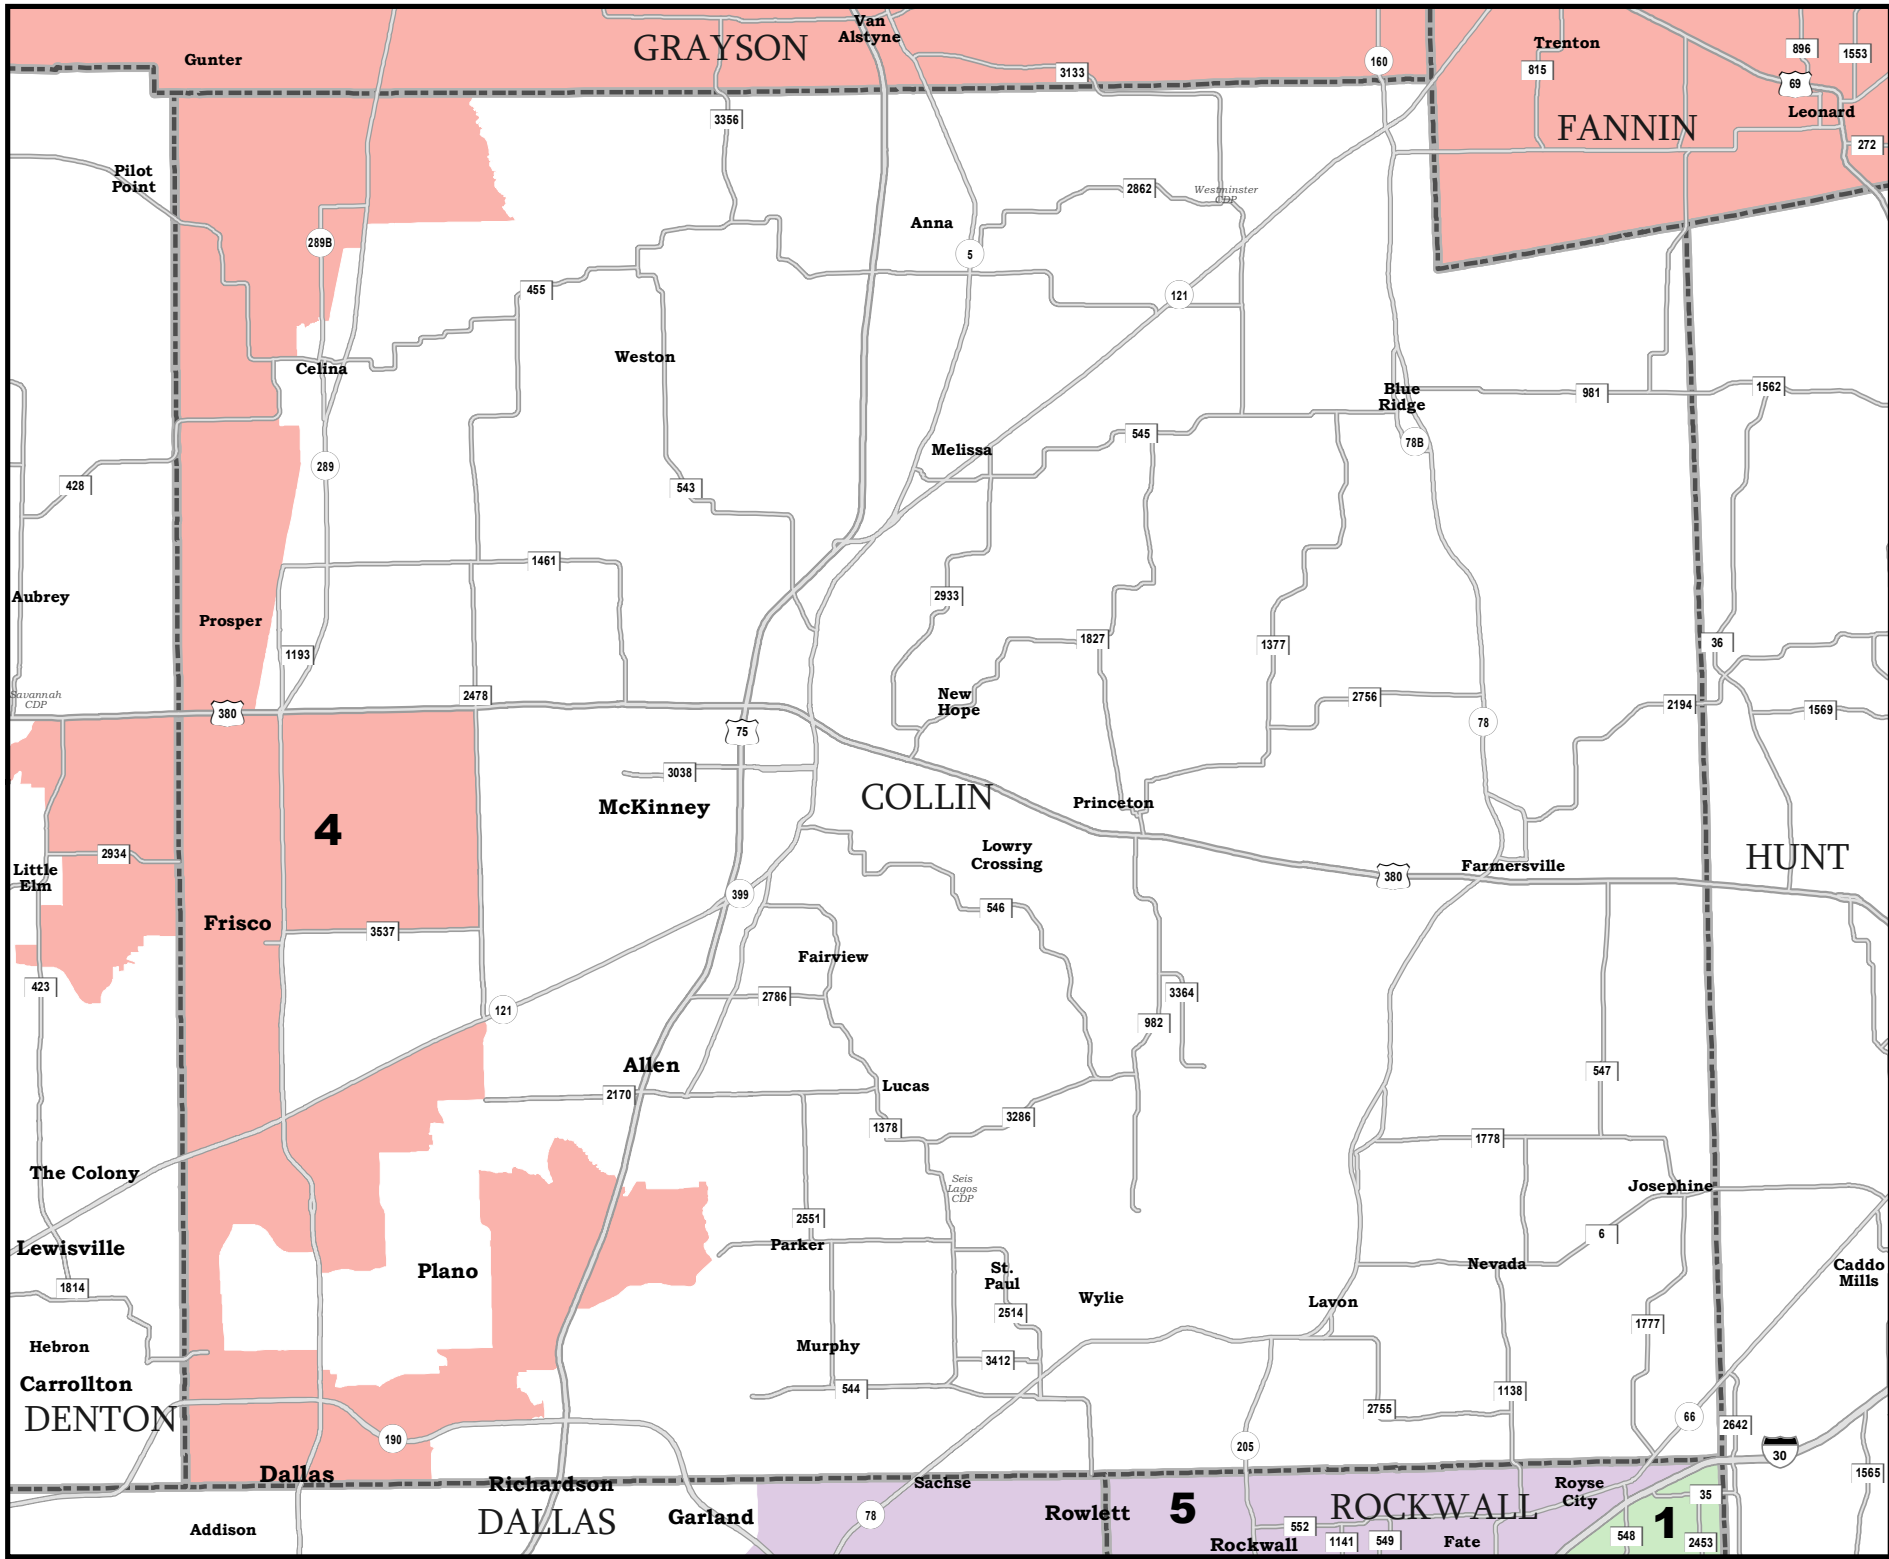 Van
Alstyne
GRAYSON
Gunter
3133
160
Trenton
815
896
1553
69
Leonard
FANNIN
272
3356
Pilot
Point
2862
Westminster
CDP
Anna
5
289B
455
121
Weston
Celina
Blue
Ridge
981
1562
78B
545
Melissa
289
428
543
1461
2933
Aubrey
Prosper
1193
1827
1377
36
Savannah
CDP
380
2478
New
Hope
2756
78
2194
1569
75
3038
McKinney
COLLIN
Princeton
4
2934
Little
Elm
Lowry
Crossing
380
Farmersville
HUNT
399
546
Frisco
3537
Fairview
423
121
2786
3364
982
Allen
2170
Lucas
547
1378
3286
1778
The Colony
Seis
Lagos
CDP
Josephine
2551
Parker
6
Lewisville
Plano
St.
Paul
Nevada
Caddo
Mills
1814
Wylie
Lavon
2514
1777
Hebron
Murphy
3412
Carrollton
544
1138
DENTON
2755
66
2642
190
205
30
Dallas
Richardson
Sachse
Royse
City
1565
35
DALLAS
Garland
78
Rowlett
5
ROCKWALL
1
Addison
552
1141
549
Rockwall
Fate
548
2453